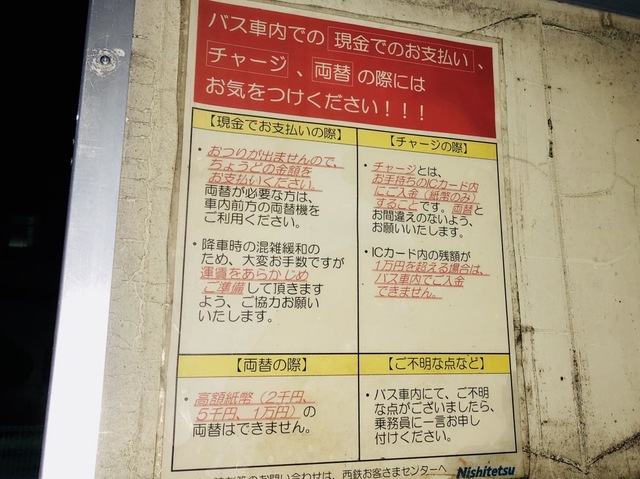 バス車内での 現金でのお支払い 、
チャージ 、 両替 の際には
お気をつけください!!!
【現金でお支払いの際】
・おつりが出ませんので、
ちょうどの金額を
お支払いください。
両替が必要な方は、
車内前方の両替機を
ご利用ください。
・降車時の混雑緩和の
ため、大変お手数ですが
運賃をあらかじめ
ご準備して頂きます
よう、ご協力お願い
いたします。
【チャージの際】
・チャージとは、
お手持ちのICカード内
にご入金(紙幣のみ)
することです。両替と
お間違えのないよう、
お願いいたします。
・ICカード内の残額が
1万円を超える場合は、
バス車内でご入金
できません。
【両替の際】
・高額紙幣(2千円、
5千円、1万円)の
両替はできません。
【ご不明な点など】
・バス車内にて、ご不明
な点がございましたら、
乗務員に一言お申し
付けください。
のお問い合わせは、西鉄お客さまセンターへ Nishitetsu